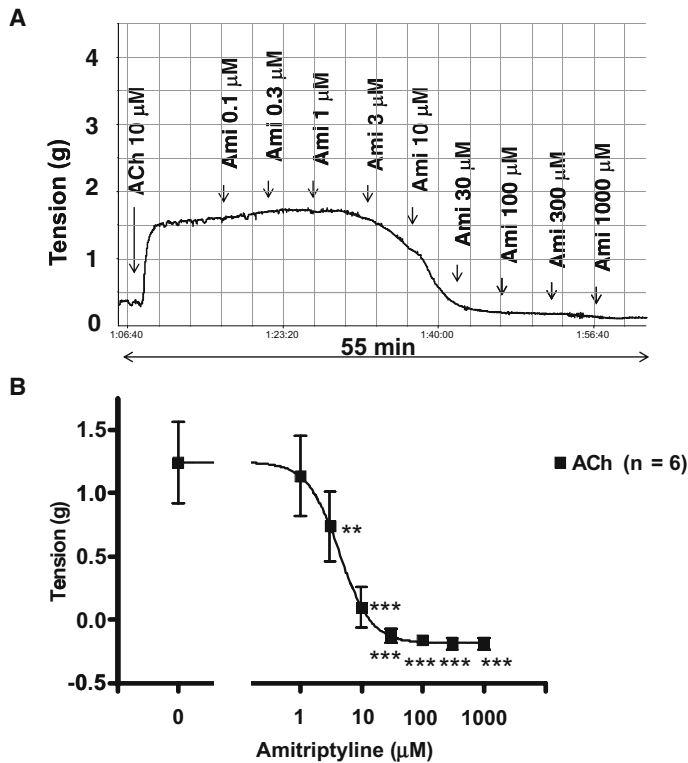 A
Tension (g)
4
3
2
1
0
ACh 10 μM
Ami 0.1 μM
Ami 0.3 μM
Ami 1 μM
Ami 3 μM
Ami 10 μM
Ami 30 μM
Ami 100 μM
Ami 300 μM
Ami 1000 μM
1:06:40
1:23:20
1:40:00
1:56:40
55 min
B
Tension (g)
1.5
1.0
0.5
0.0
-0.5
**
***
***
***
***
***
ACh (n = 6)
0
1
10
100
1000
Amitriptyline (μM)